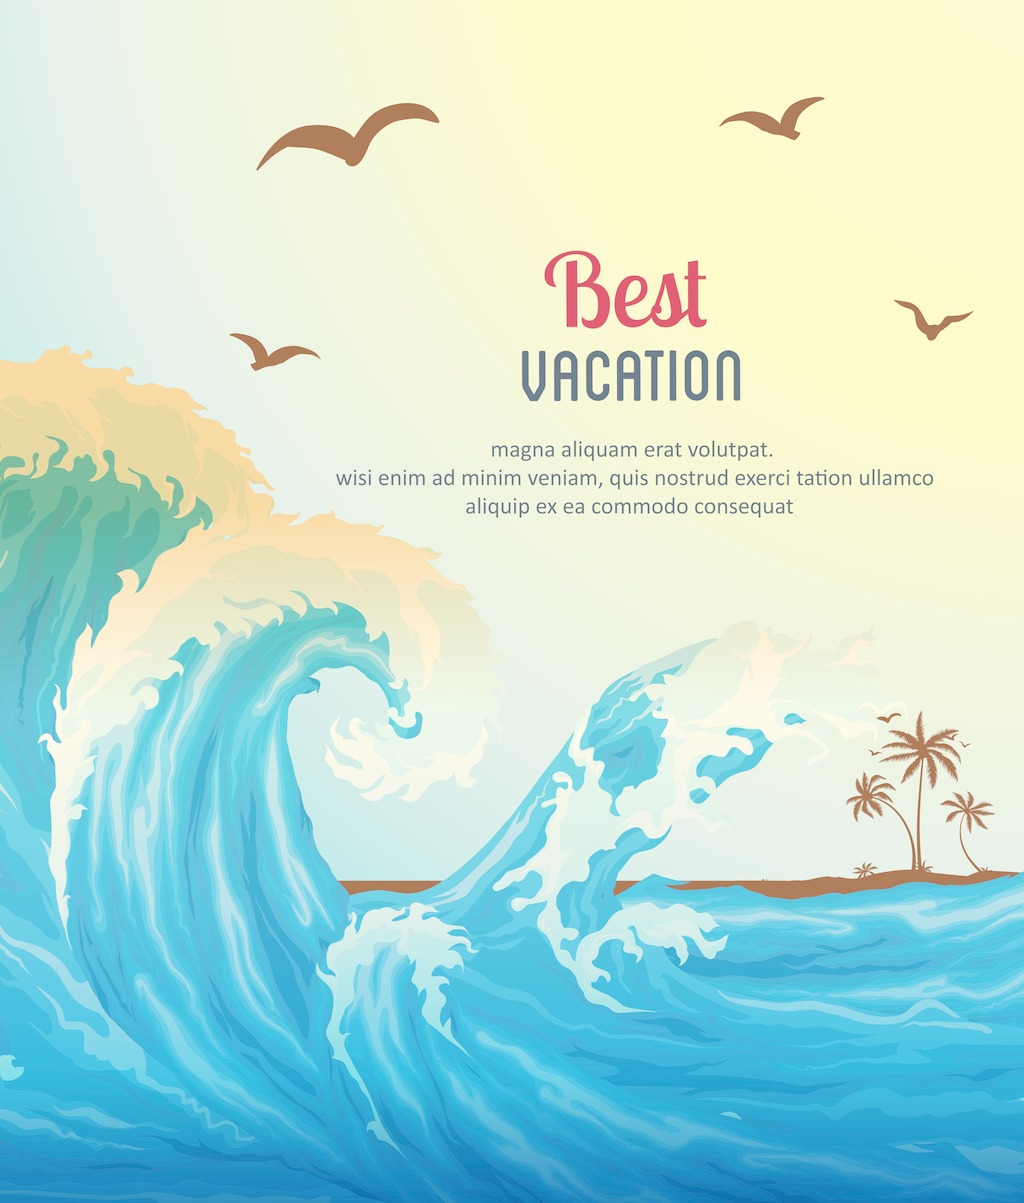 Best
VACATION
magna aliquam erat volutpat.
wisi enim ad minim veniam, quis nostrud exerci tation ullamco
aliquip ex ea commodo consequat